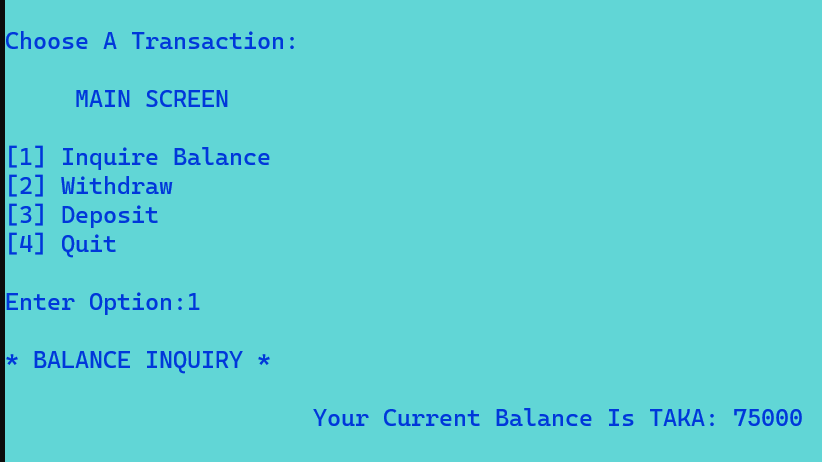 Choose A Transaction:
MAIN SCREEN
[1] Inquire Balance
[2] Withdraw
[3] Deposit
[4] Quit
Enter Option:1
* BALANCE INQUIRY *
Your Current Balance Is TAKA: 75000